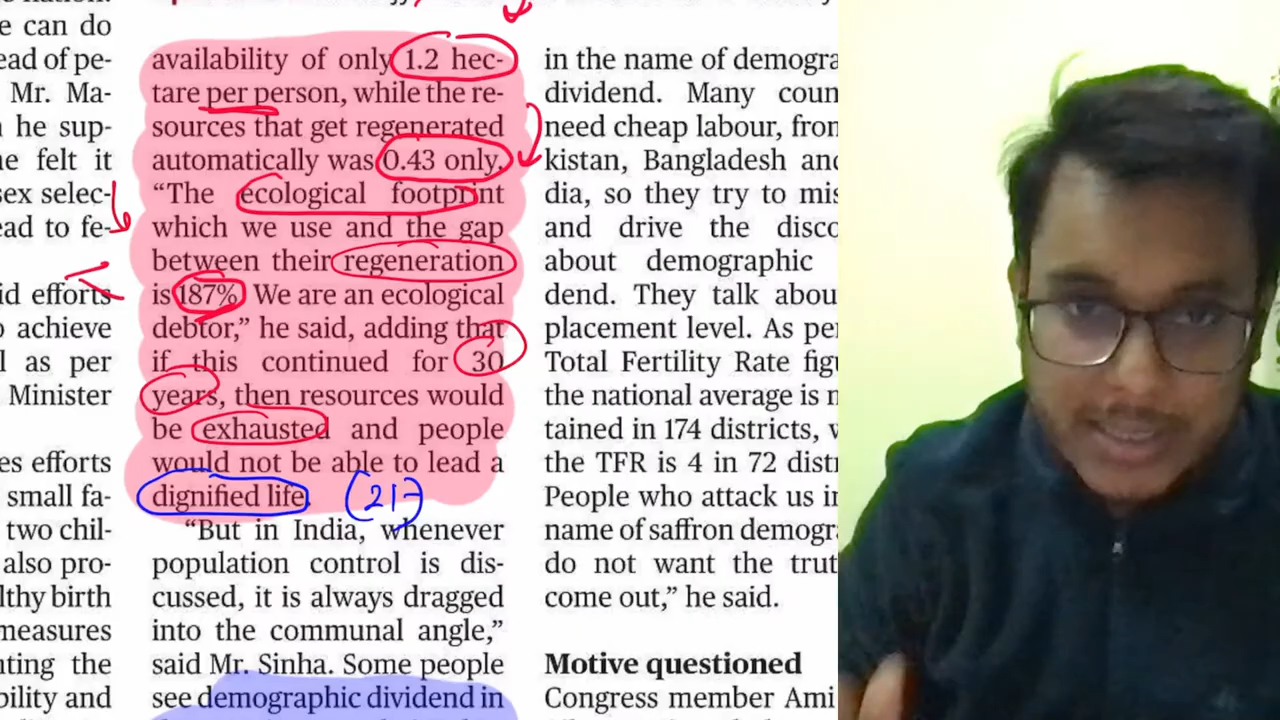 e can do
ead of pe-
Mr. Ma-
he sup-
ne felt it
sex selec-
ead to fe-
id efforts
o achieve
l as per
Minister
es efforts
small fa-
two chil-
also pro-
lthy birth
measures
nting the
bility and
availability of only 1.2 hec-
tare per person, while the re-
sources that get regenerated
automatically was 0.43 only.
“The ecological footprint
which we use and the gap
between their regeneration
is 187%. We are an ecological
debtor,” he said, adding that
if this continued for 30
years, then resources would
be exhausted and people
would not be able to lead a
dignified life. (21)
“But in India, whenever
population control is dis-
cussed, it is always dragged
into the communal angle,”
said Mr. Sinha. Some people
see demographic dividend in
in the name of demogra
dividend. Many coun
need cheap labour, from
kistan, Bangladesh and
dia, so they try to mis
and drive the disco
about demographic
dend. They talk abou
placement level. As per
Total Fertility Rate figu
the national average is n
tained in 174 districts, w
the TFR is 4 in 72 distr
People who attack us in
name of saffron demogra
do not want the trut
come out,” he said.
Motive questioned
Congress member Ami